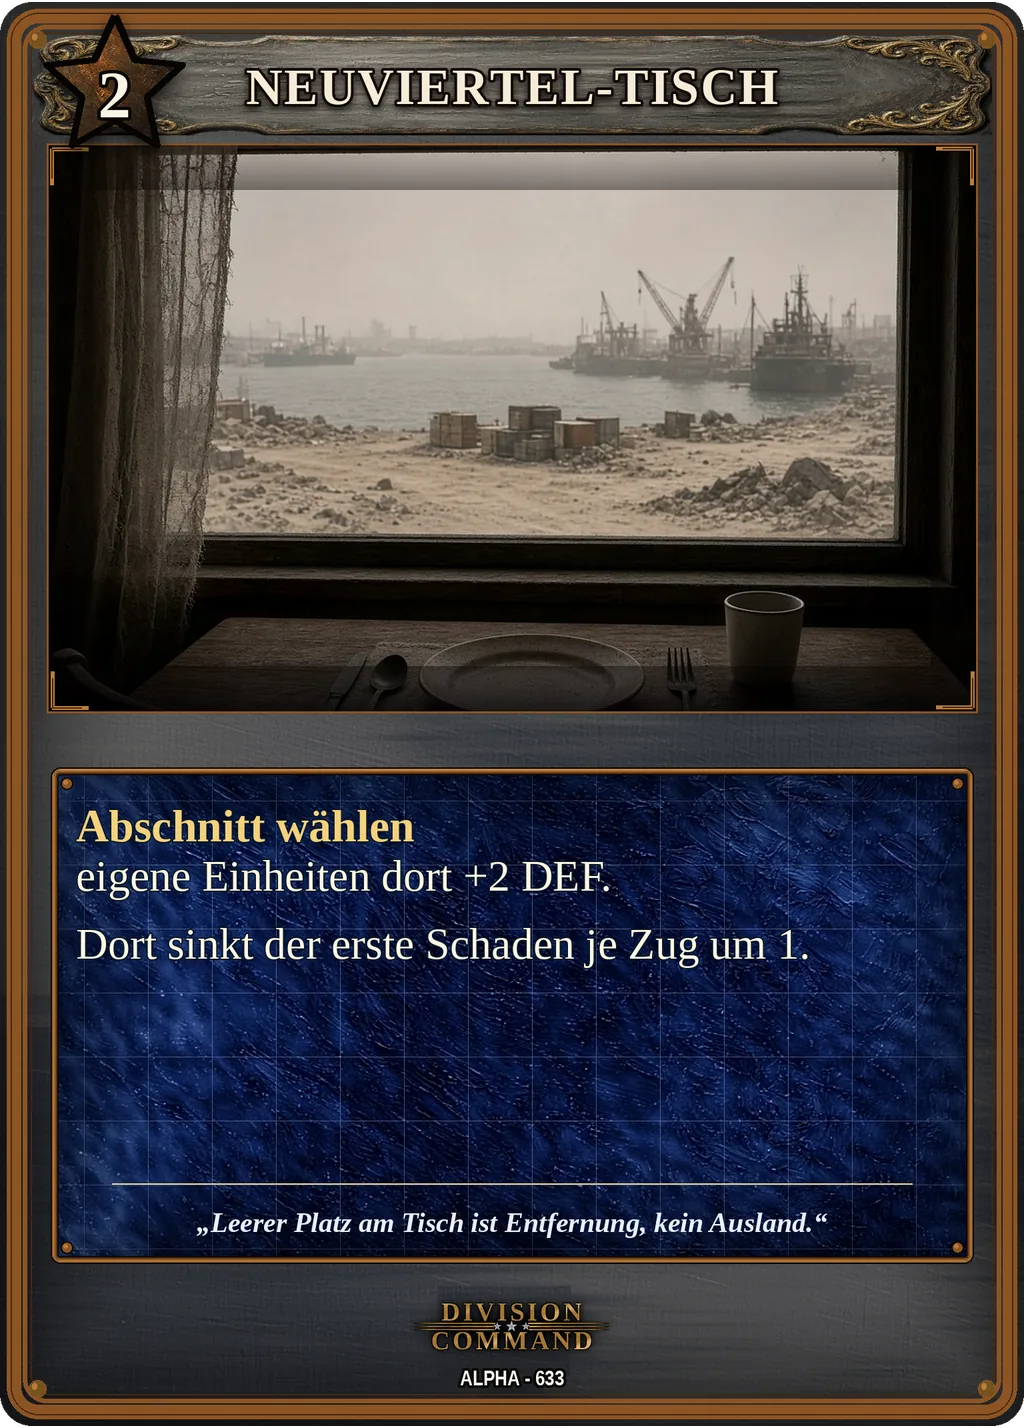 2
NEUVIERTEL-TISCH
Abschnitt wählen
eigene Einheiten dort +2 DEF.
Dort sinkt der erste Schaden je Zug um 1.
„Leerer Platz am Tisch ist Entfernung, kein Ausland.“
DIVISION
COMMAND
ALPHA - 633